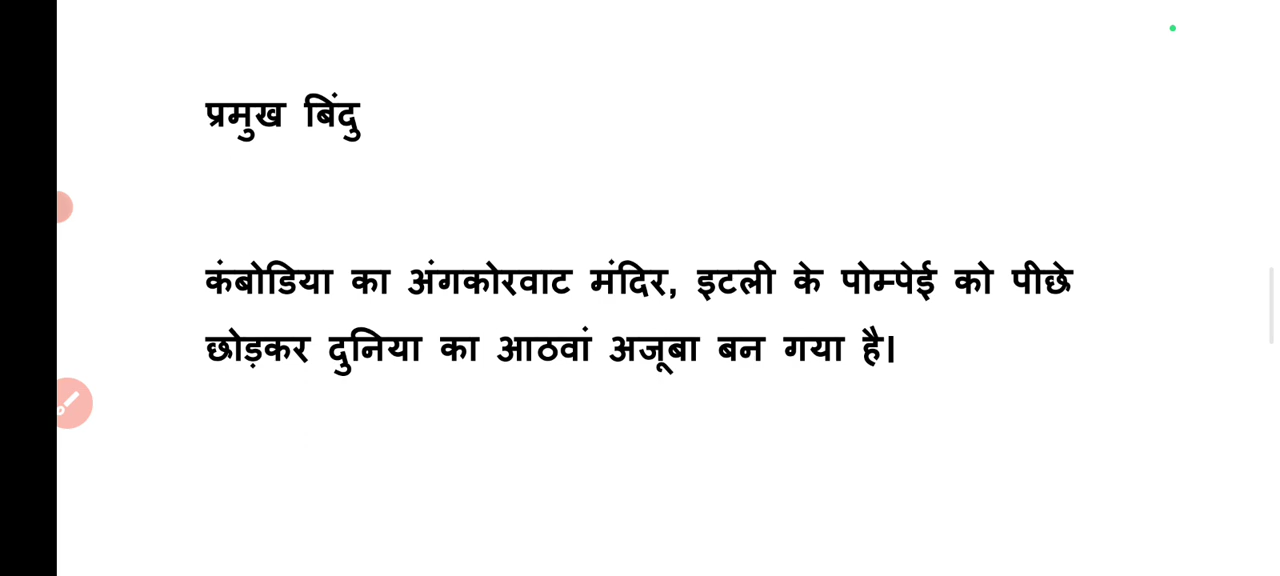 प्रमुख बिंदु
कंबोडिया का अंगकोरवाट मंदिर, इटली के पोम्पेई को पीछे
छोड़कर दुनिया का आठवां अजूबा बन गया है।